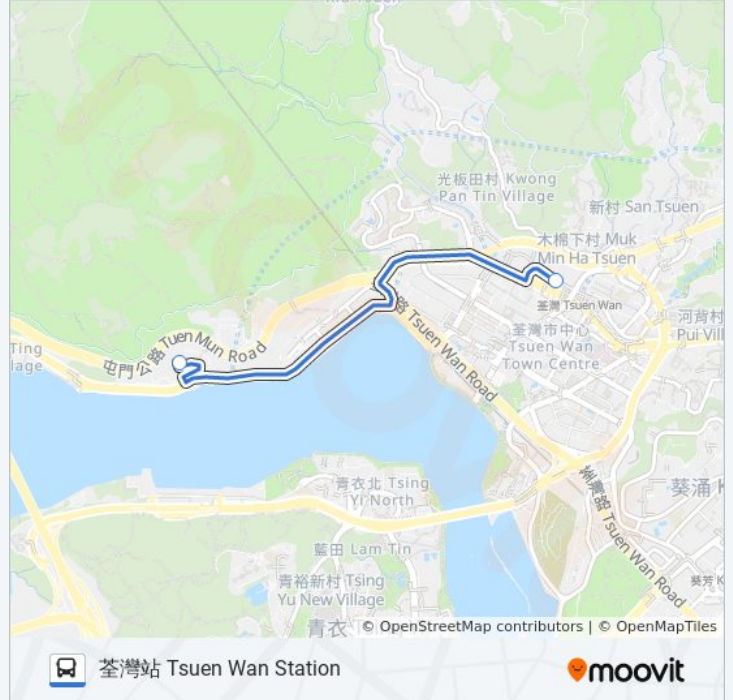 光板田村 Kwong
Pan Tin Village
新村 San Tsuen
木棉下村 Muk
Min Ha Tsuen
荃灣 Tsuen Wan
荃灣市中心
Tsuen Wan
Town Centre
河背村
Pui Vill
路 Tsuen Wan Road
屯門公路 Tuen Mun Road
Ting
lage
青衣北 Tsing
Yi North
荃灣路 Tsuen Wan Road
葵涌 K
藍田 Lam Tin
青裕新村 Tsing
Yu New Village
葵芳 K
青衣
© OpenStreetMap contributors | © OpenMapTiles
荃灣站 Tsuen Wan Station
moovit